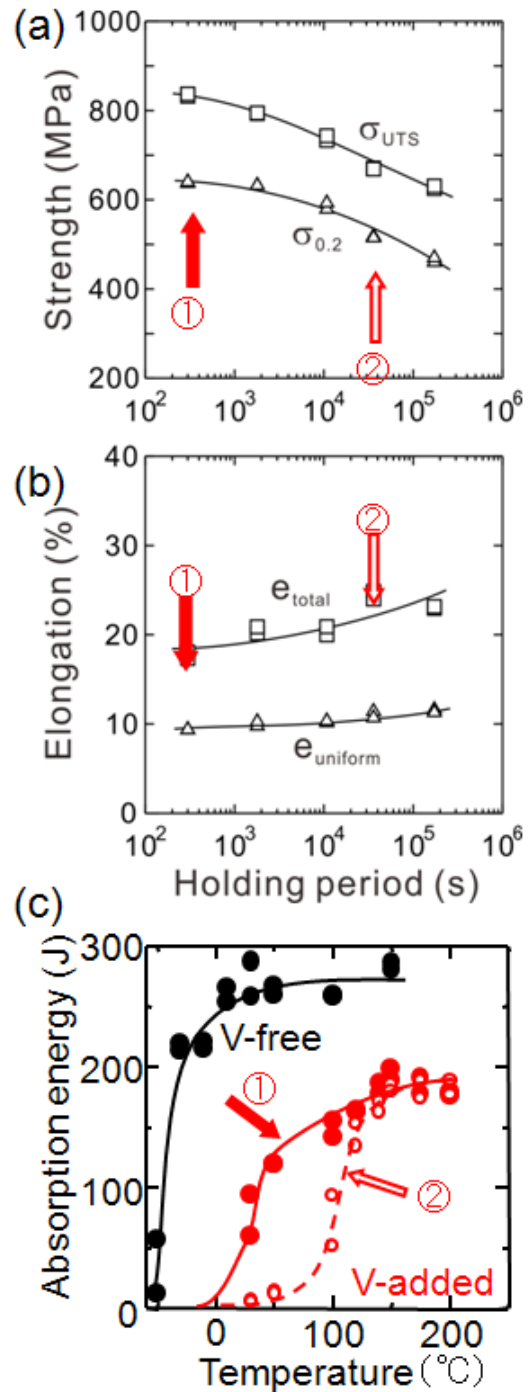 (a)
Strength (MPa)
1000
800
600
400
200
σUTS
σ0.2
①
②
10² 10³ 10⁴ 10⁵ 10⁶
(b)
Elongation (%)
40
30
20
10
0
①
②
etotal
euniform
10² 10³ 10⁴ 10⁵ 10⁶
Holding period (s)
(c)
Absorption energy (J)
300
200
100
0
V-free
①
②
V-added
0 100 200
Temperature (℃)